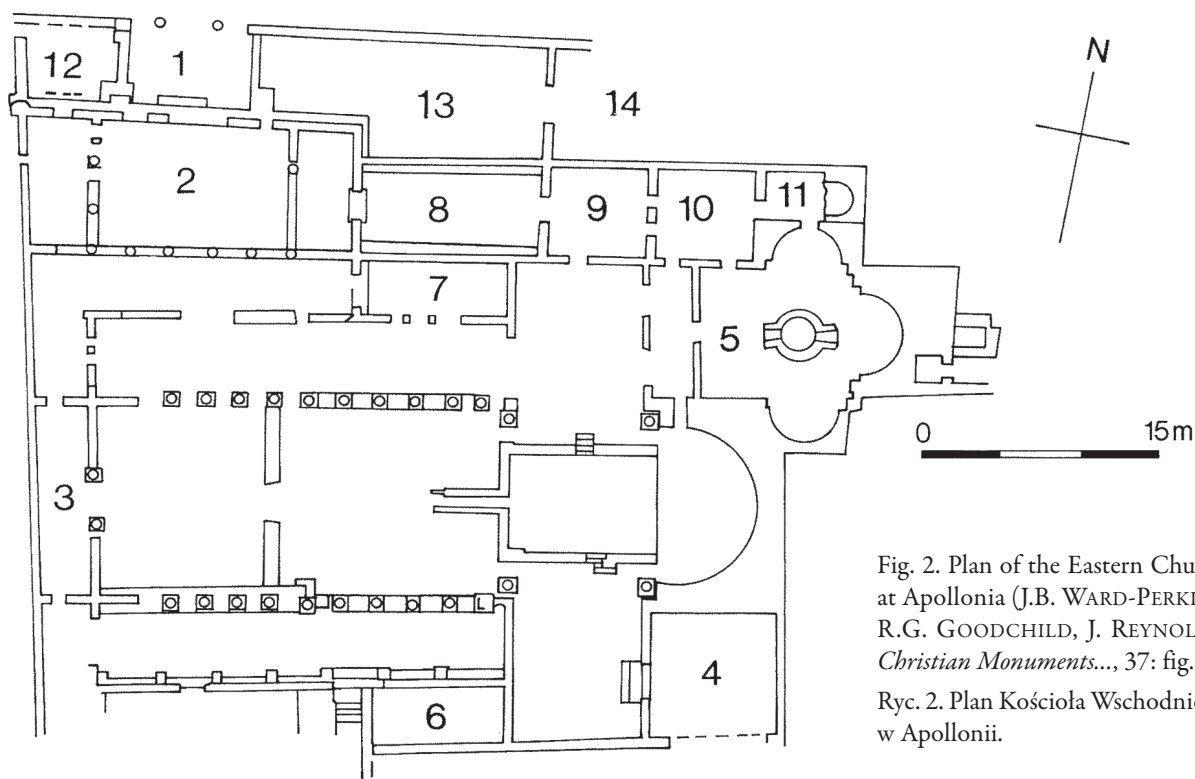 N
1
12
13
14
2
8
9
10
11
7
5
0 15 m
3
4
6
Fig. 2. Plan of the Eastern Chu
at Apollonia (J.B. WARD-PERKI
R.G. GOODCHILD, J. REYNOL
Christian Monuments..., 37: fig.
Ryc. 2. Plan Kościoła Wschodnie
w Apollonii.